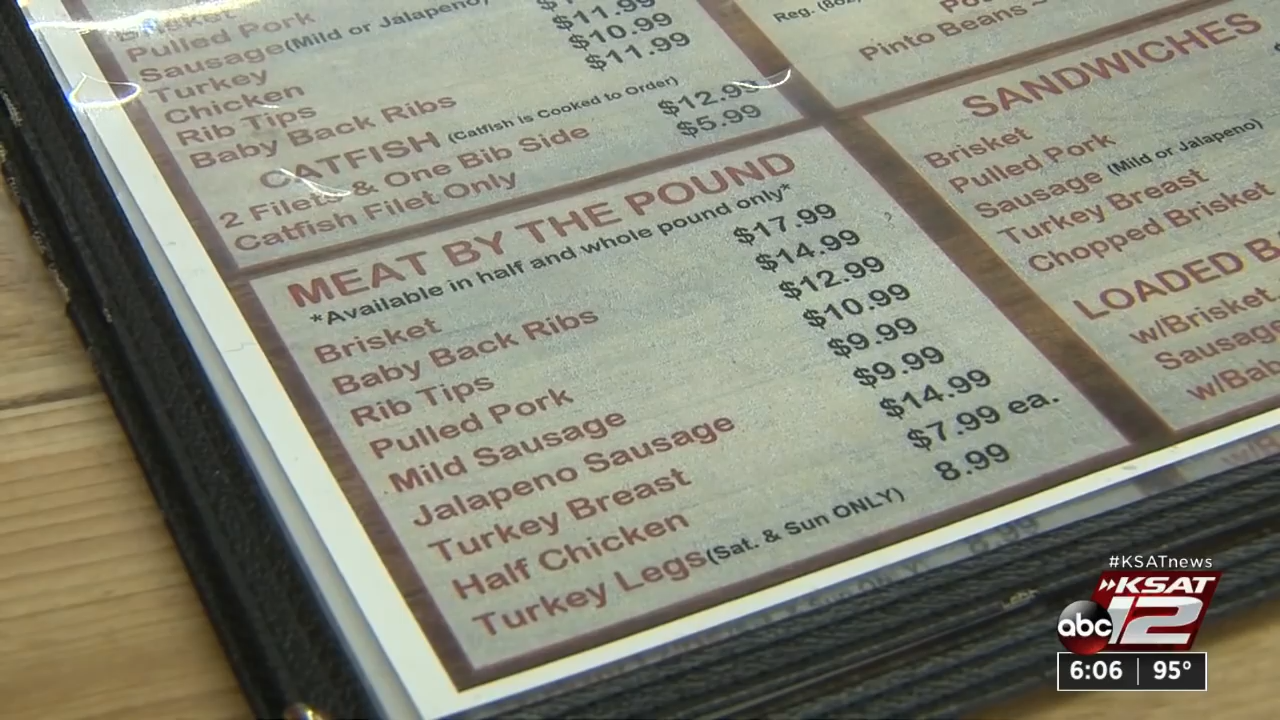 Brisket
Pulled Pork
Sausage(Mild or Jalapeno)
Turkey
Chicken
Rib Tips
Baby Back Ribs
$11.99
$10.99
$11.99
CATFISH (Catfish is Cooked to Order)
2 Filets & One Bib Side $12.99
Catfish Filet Only $5.99
MEAT BY THE POUND
*Available in half and whole pound only*
Brisket $17.99
Baby Back Ribs $14.99
Rib Tips $12.99
Pulled Pork $10.99
Mild Sausage $9.99
Jalapeno Sausage $9.99
Turkey Breast $14.99
Half Chicken $7.99 ea.
Turkey Legs(Sat. & Sun ONLY) 8.99
Reg. (8oz
Pinto Beans ~
SANDWICHES
Brisket
Pulled Pork
Sausage (Mild or Jalapeno)
Turkey Breast
Chopped Brisket
LOADED
w/Brisket,
Sausag
w/Bab
#KSATnews
KSAT
abc 12
6:06 95°